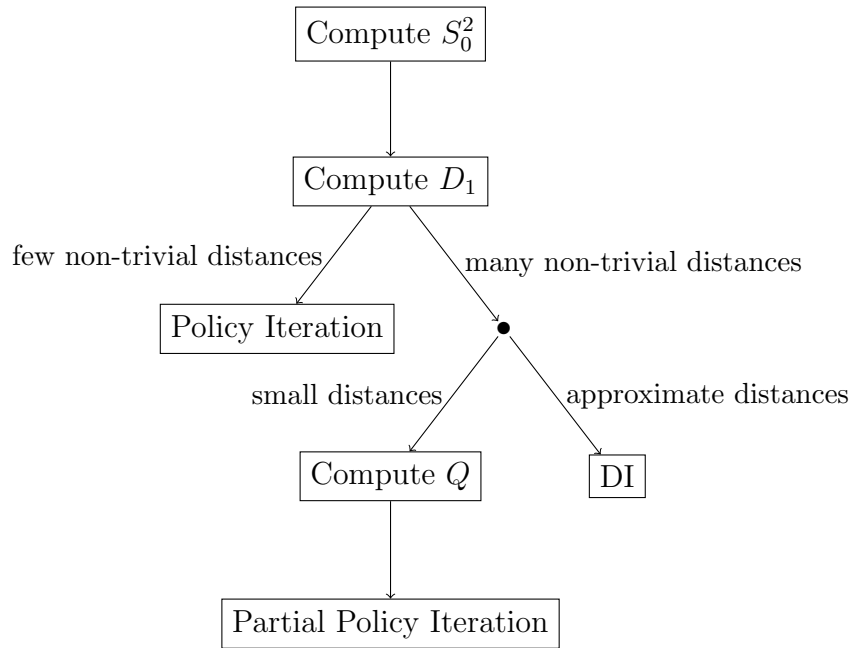 Compute $S_0^2$
Compute $D_1$
few non-trivial distances
many non-trivial distances
Policy Iteration
small distances
approximate distances
Compute $Q$
DI
Partial Policy Iteration